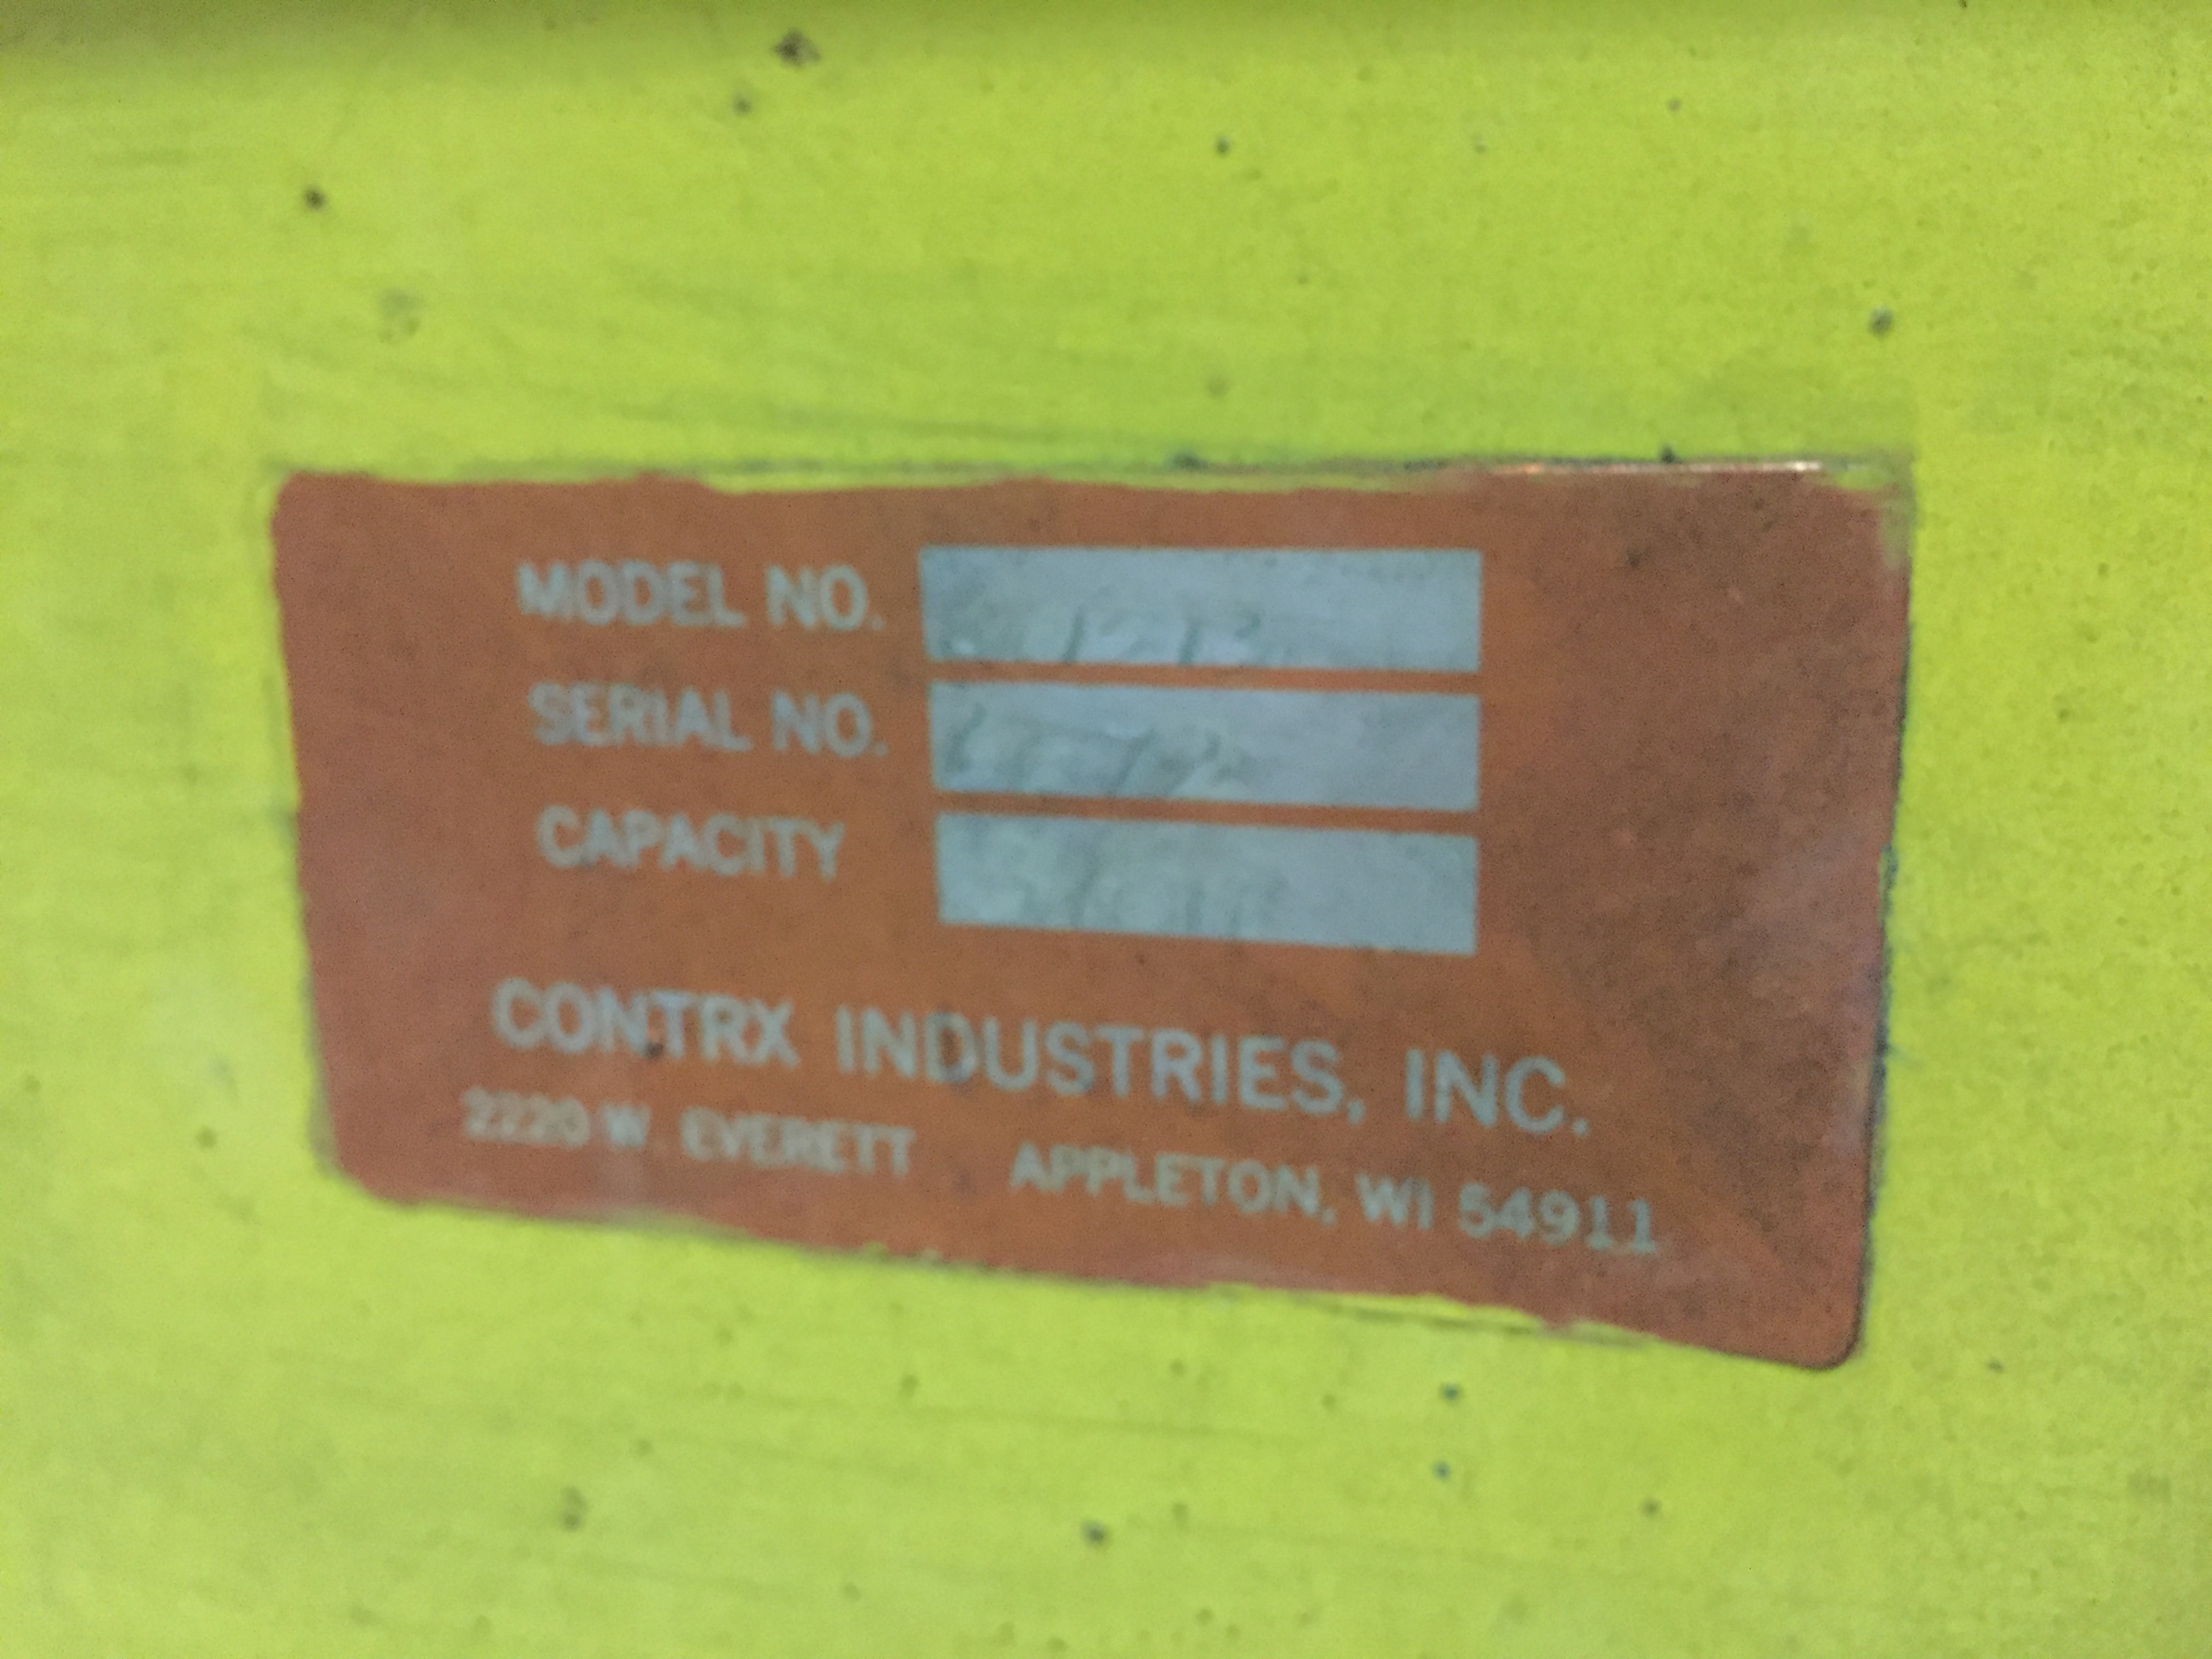 MODEL NO.
SERIAL NO.
CAPACITY
CONTRX INDUSTRIES, INC.
2220 W. EVERETT APPLETON, WI 54911